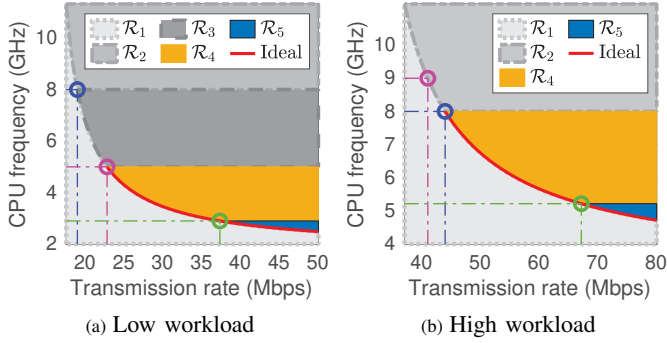 CPU frequency (GHz)
10
8
6
4
2
20 25 30 35 40 45 50
Transmission rate (Mbps)
R₁ R₃ R₅
R₂ R₄ Ideal
(a) Low workload
CPU frequency (GHz)
11
10
9
8
7
6
5
4
40 50 60 70 80
Transmission rate (Mbps)
R₁ R₅
R₂ Ideal
R₄
(b) High workload